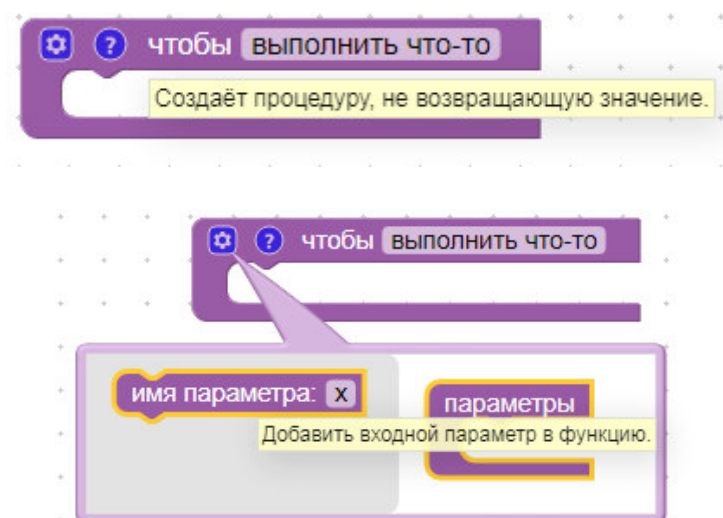 ? чтобы выполнить что-то
Создаёт процедуру, не возвращающую значение.
? чтобы выполнить что-то
имя параметра: x
параметры
Добавить входной параметр в функцию.